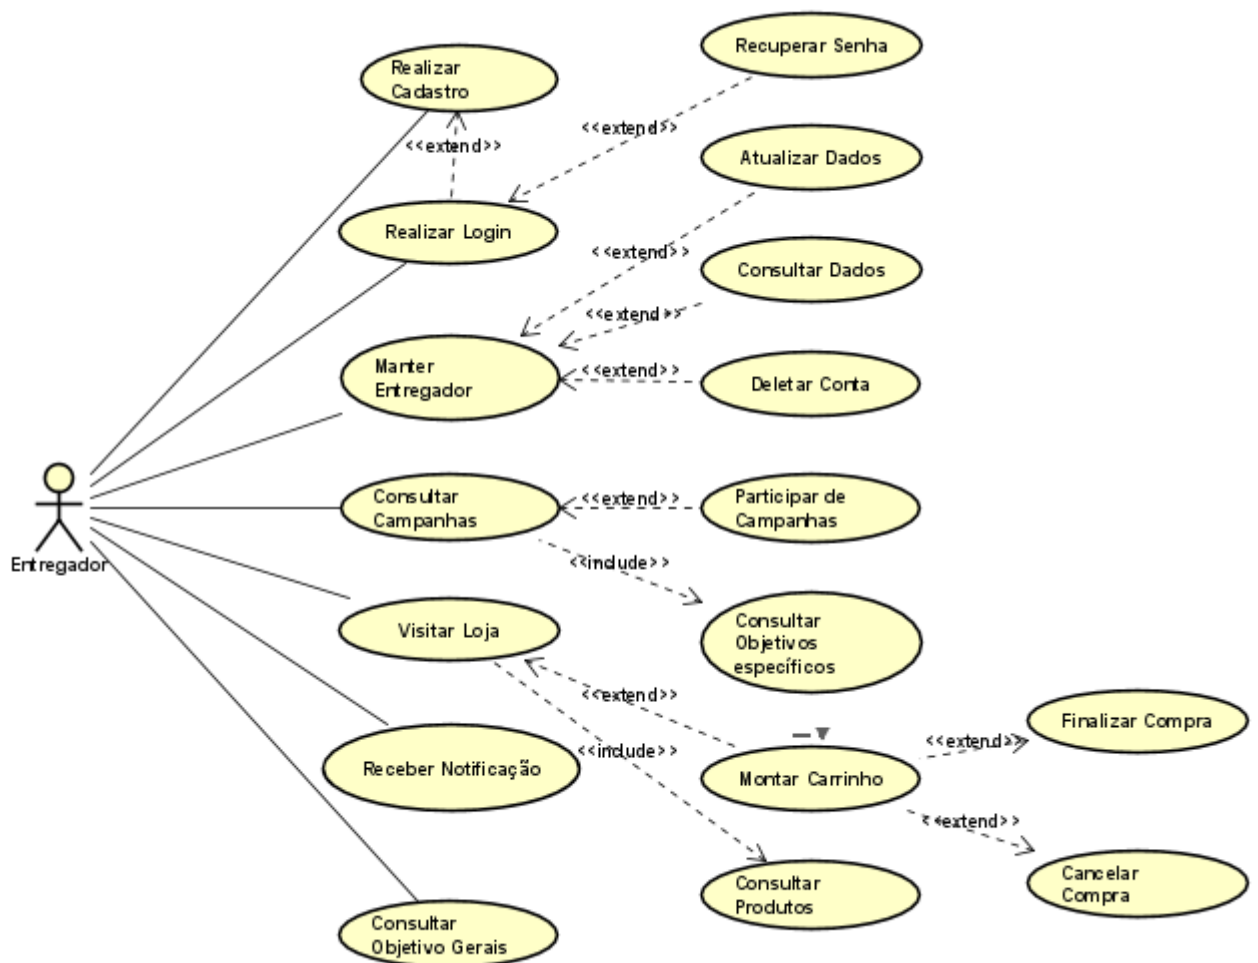 Recuperar Senha
Realizar
Cadastro
<<extend>>
<<extend>>
Atualizar Dados
Realizar Login
<<extend>>
Consultar Dados
<<extend>>
Manter
Entregador
<<extend>>
Deletar Conta
Consultar
Campanhas
<<extend>>
Participar de
Campanhas
Entregador
<<include>>
Consultar
Objetivos
específicos
Visitar Loja
<<extend>>
Finalizar Compra
<<extend>>
<<include>>
Receber Notificação
Montar Carrinho
<<extend>>
Consultar
Produtos
Cancelar
Compra
Consultar
Objetivo Gerais